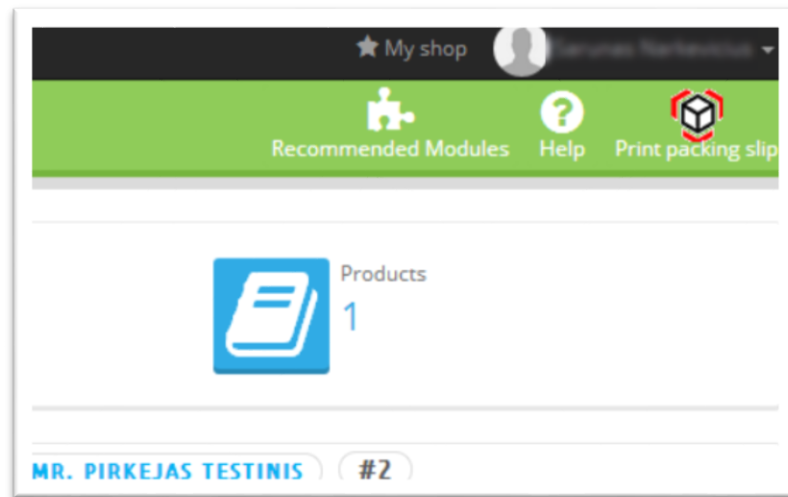 My shop
Recommended Modules Help Print packing slip
Products
1
MR. PIRKEJAS TESTINIS #2